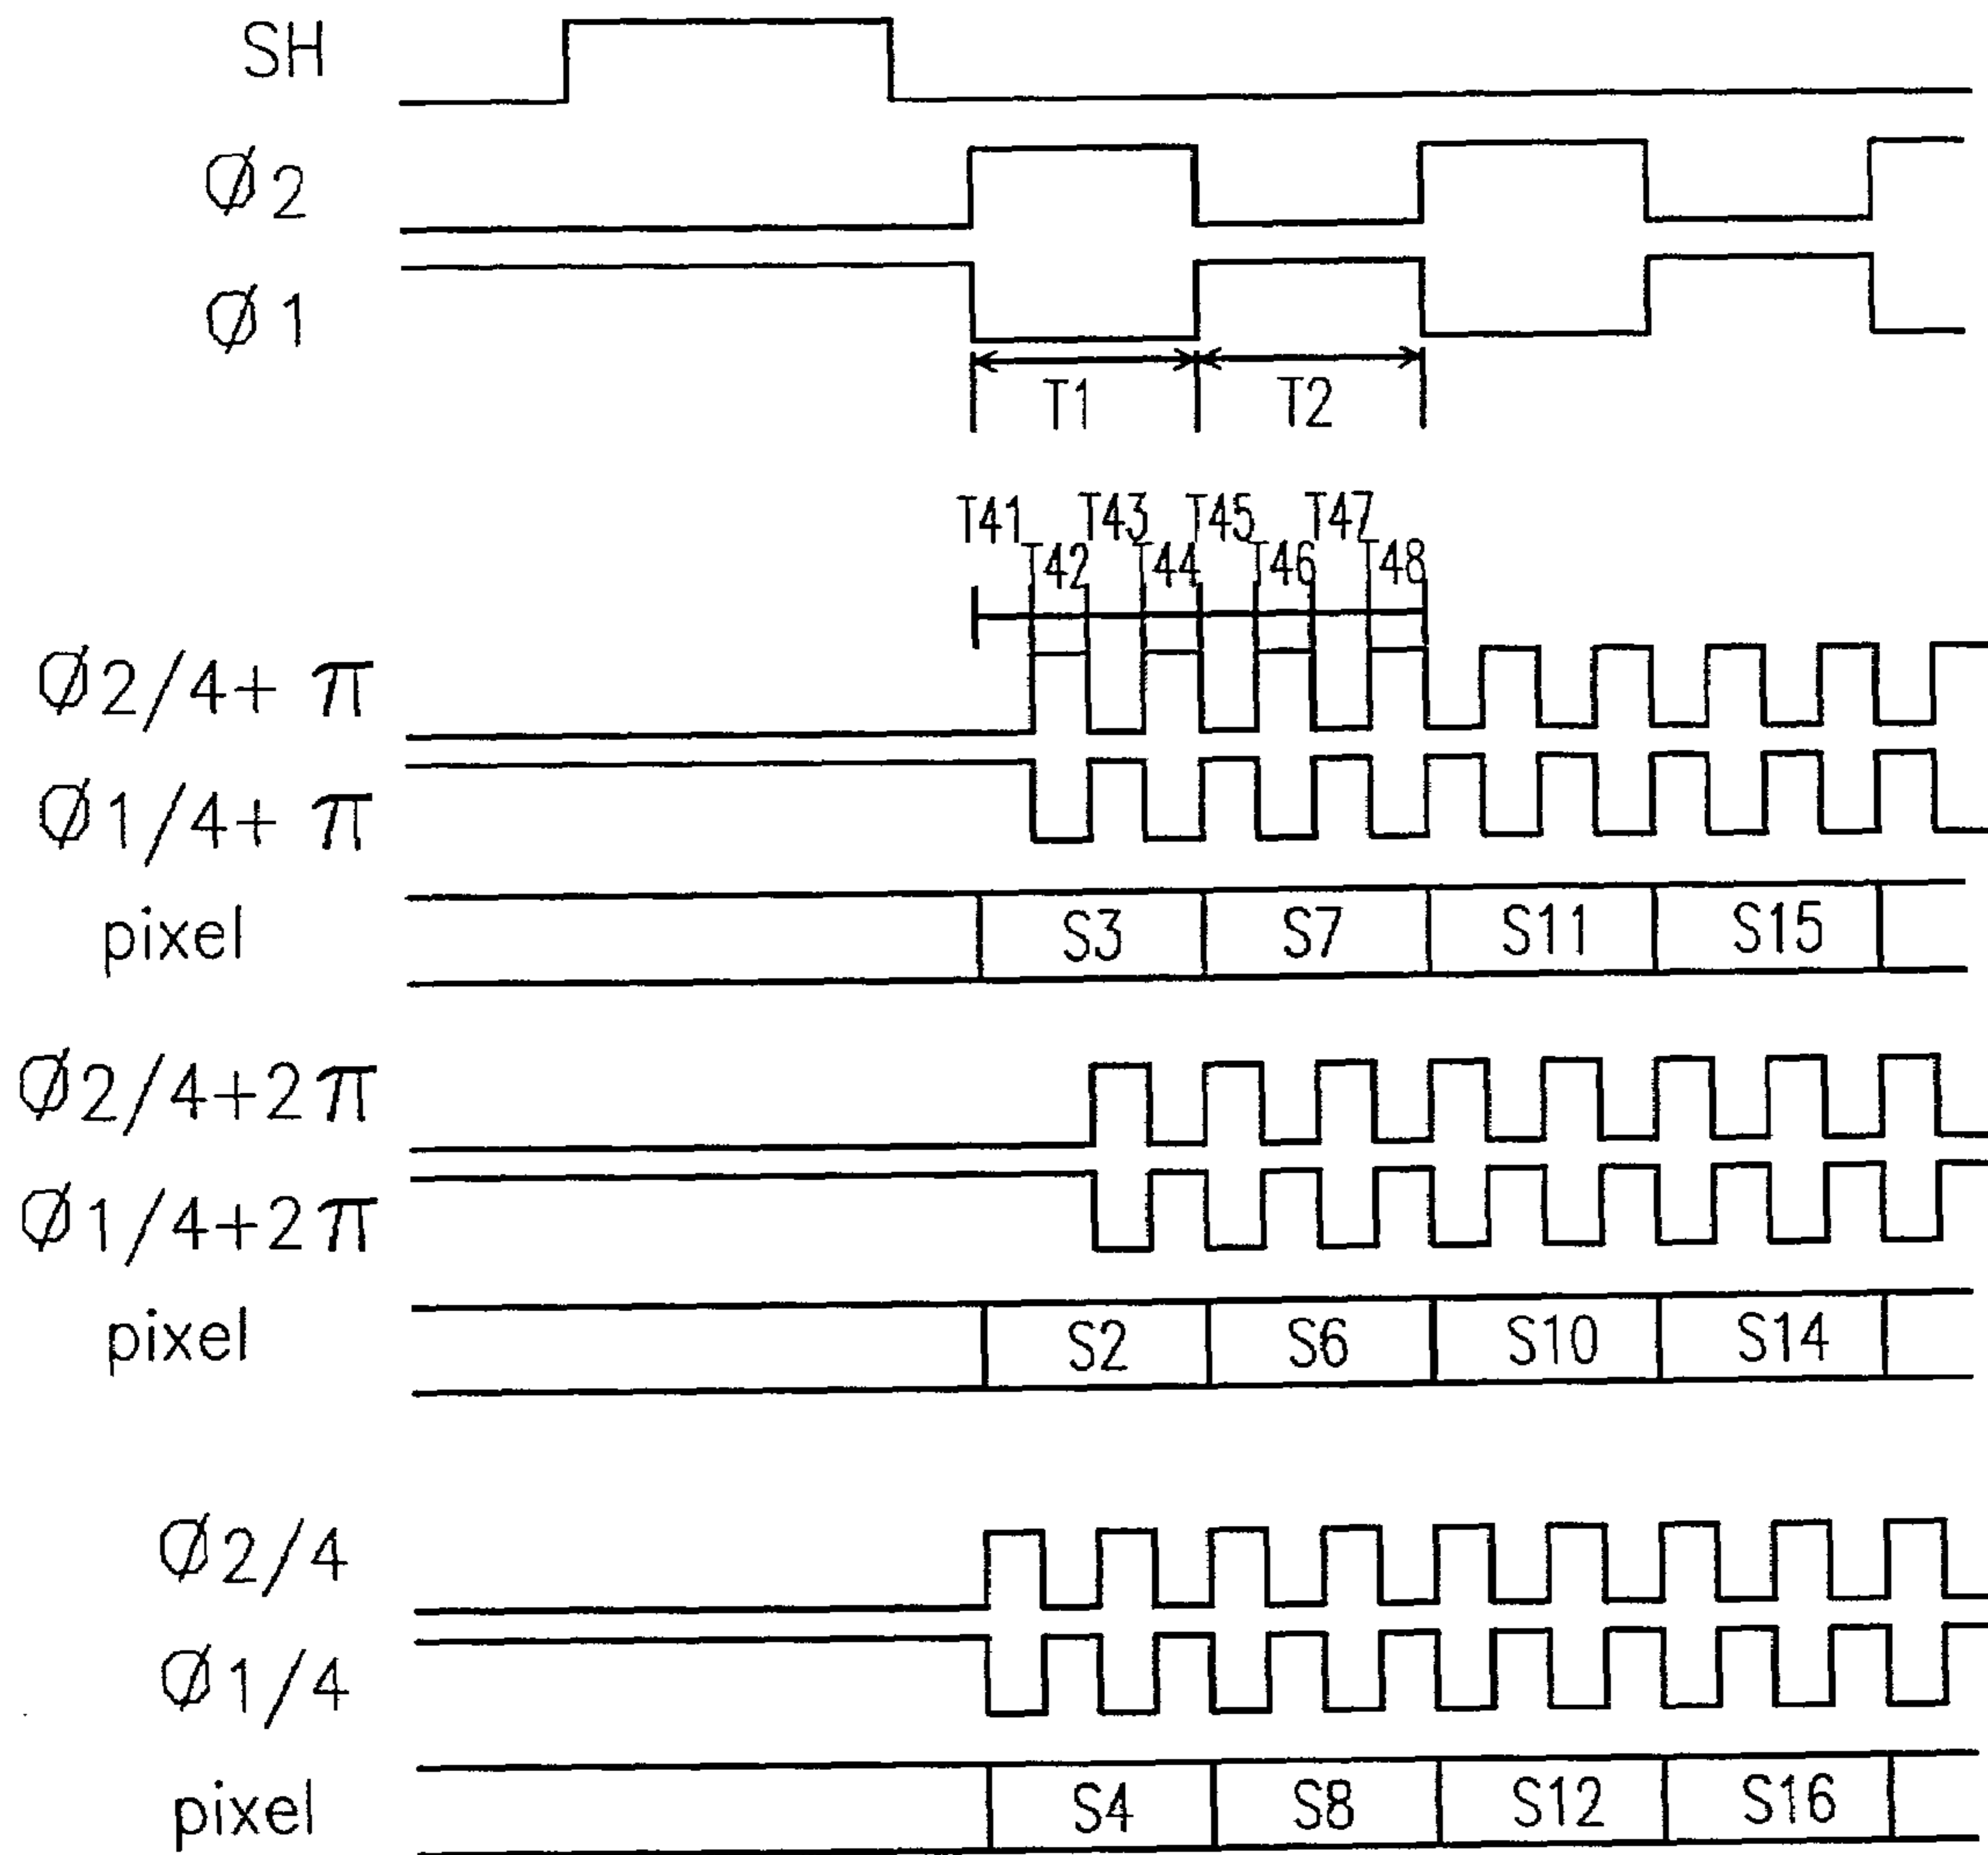 SH
Ø2
Ø1
T1 T2
T41 T43 T45 T47
T42 T44 T46 T48
Ø2/4+π
Ø1/4+π
pixel S3 S7 S11 S15
Ø2/4+2π
Ø1/4+2π
pixel S2 S6 S10 S14
Ø2/4
Ø1/4
pixel S4 S8 S12 S16